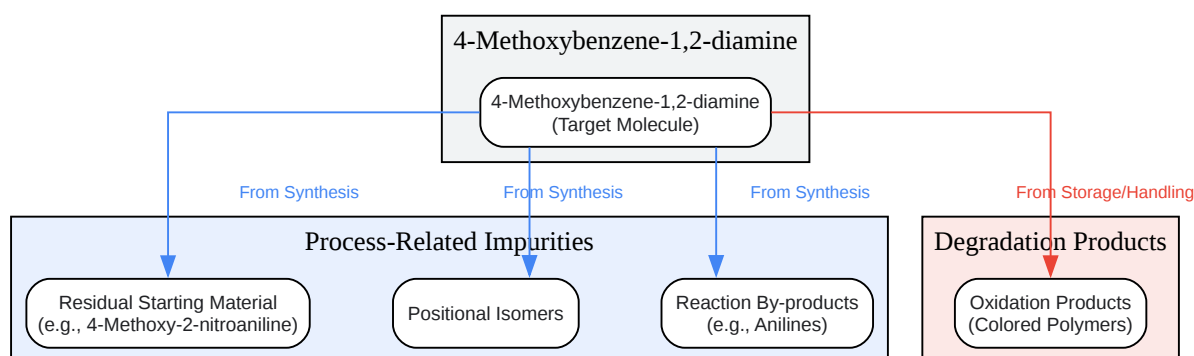 4-Methoxybenzene-1,2-diamine
4-Methoxybenzene-1,2-diamine
(Target Molecule)
From Synthesis
From Synthesis
From Synthesis
From Storage/Handling
Process-Related Impurities
Degradation Products
Residual Starting Material
(e.g., 4-Methoxy-2-nitroaniline)
Positional Isomers
Reaction By-products
(e.g., Anilines)
Oxidation Products
(Colored Polymers)